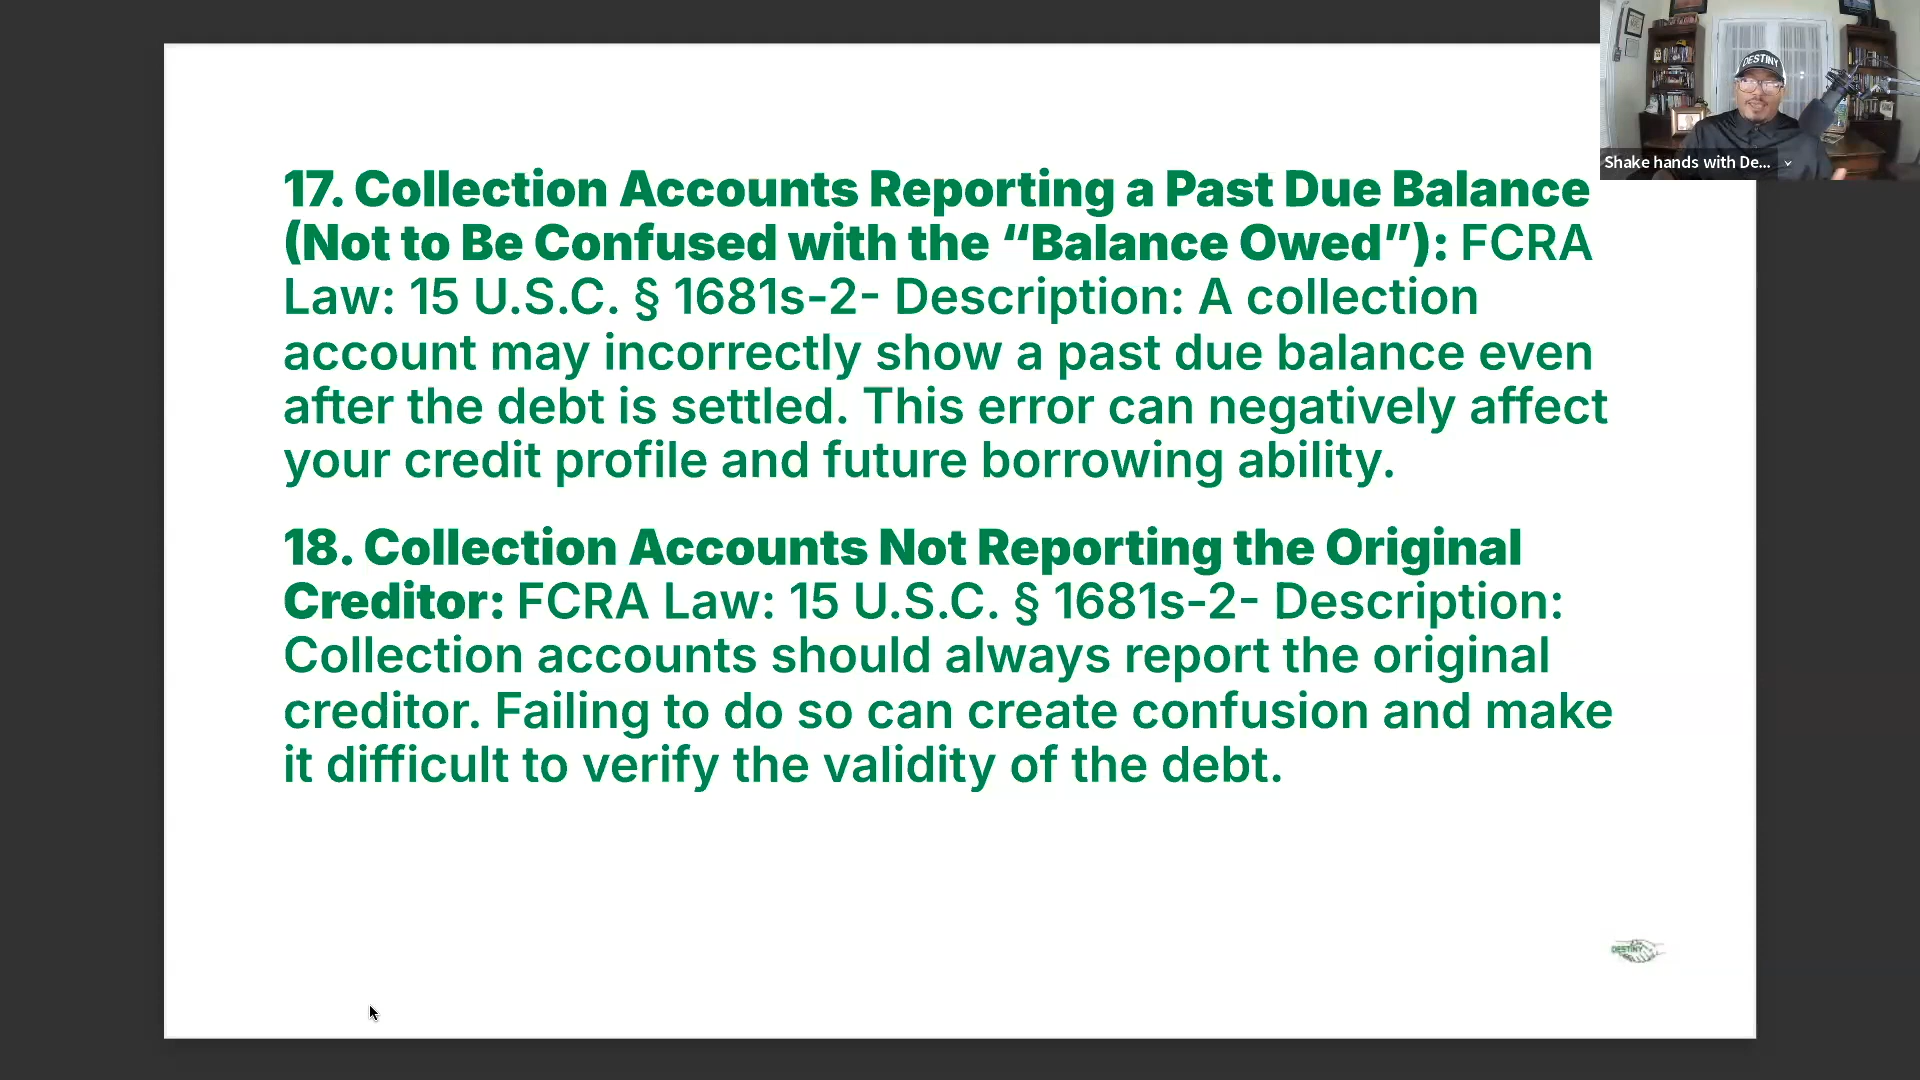 DESTINY
Shake hands with De...
17. Collection Accounts Reporting a Past Due Balance
(Not to Be Confused with the “Balance Owed”): FCRA
Law: 15 U.S.C. § 1681s-2- Description: A collection
account may incorrectly show a past due balance even
after the debt is settled. This error can negatively affect
your credit profile and future borrowing ability.
18. Collection Accounts Not Reporting the Original
Creditor: FCRA Law: 15 U.S.C. § 1681s-2- Description:
Collection accounts should always report the original
creditor. Failing to do so can create confusion and make
it difficult to verify the validity of the debt.
DESTINY